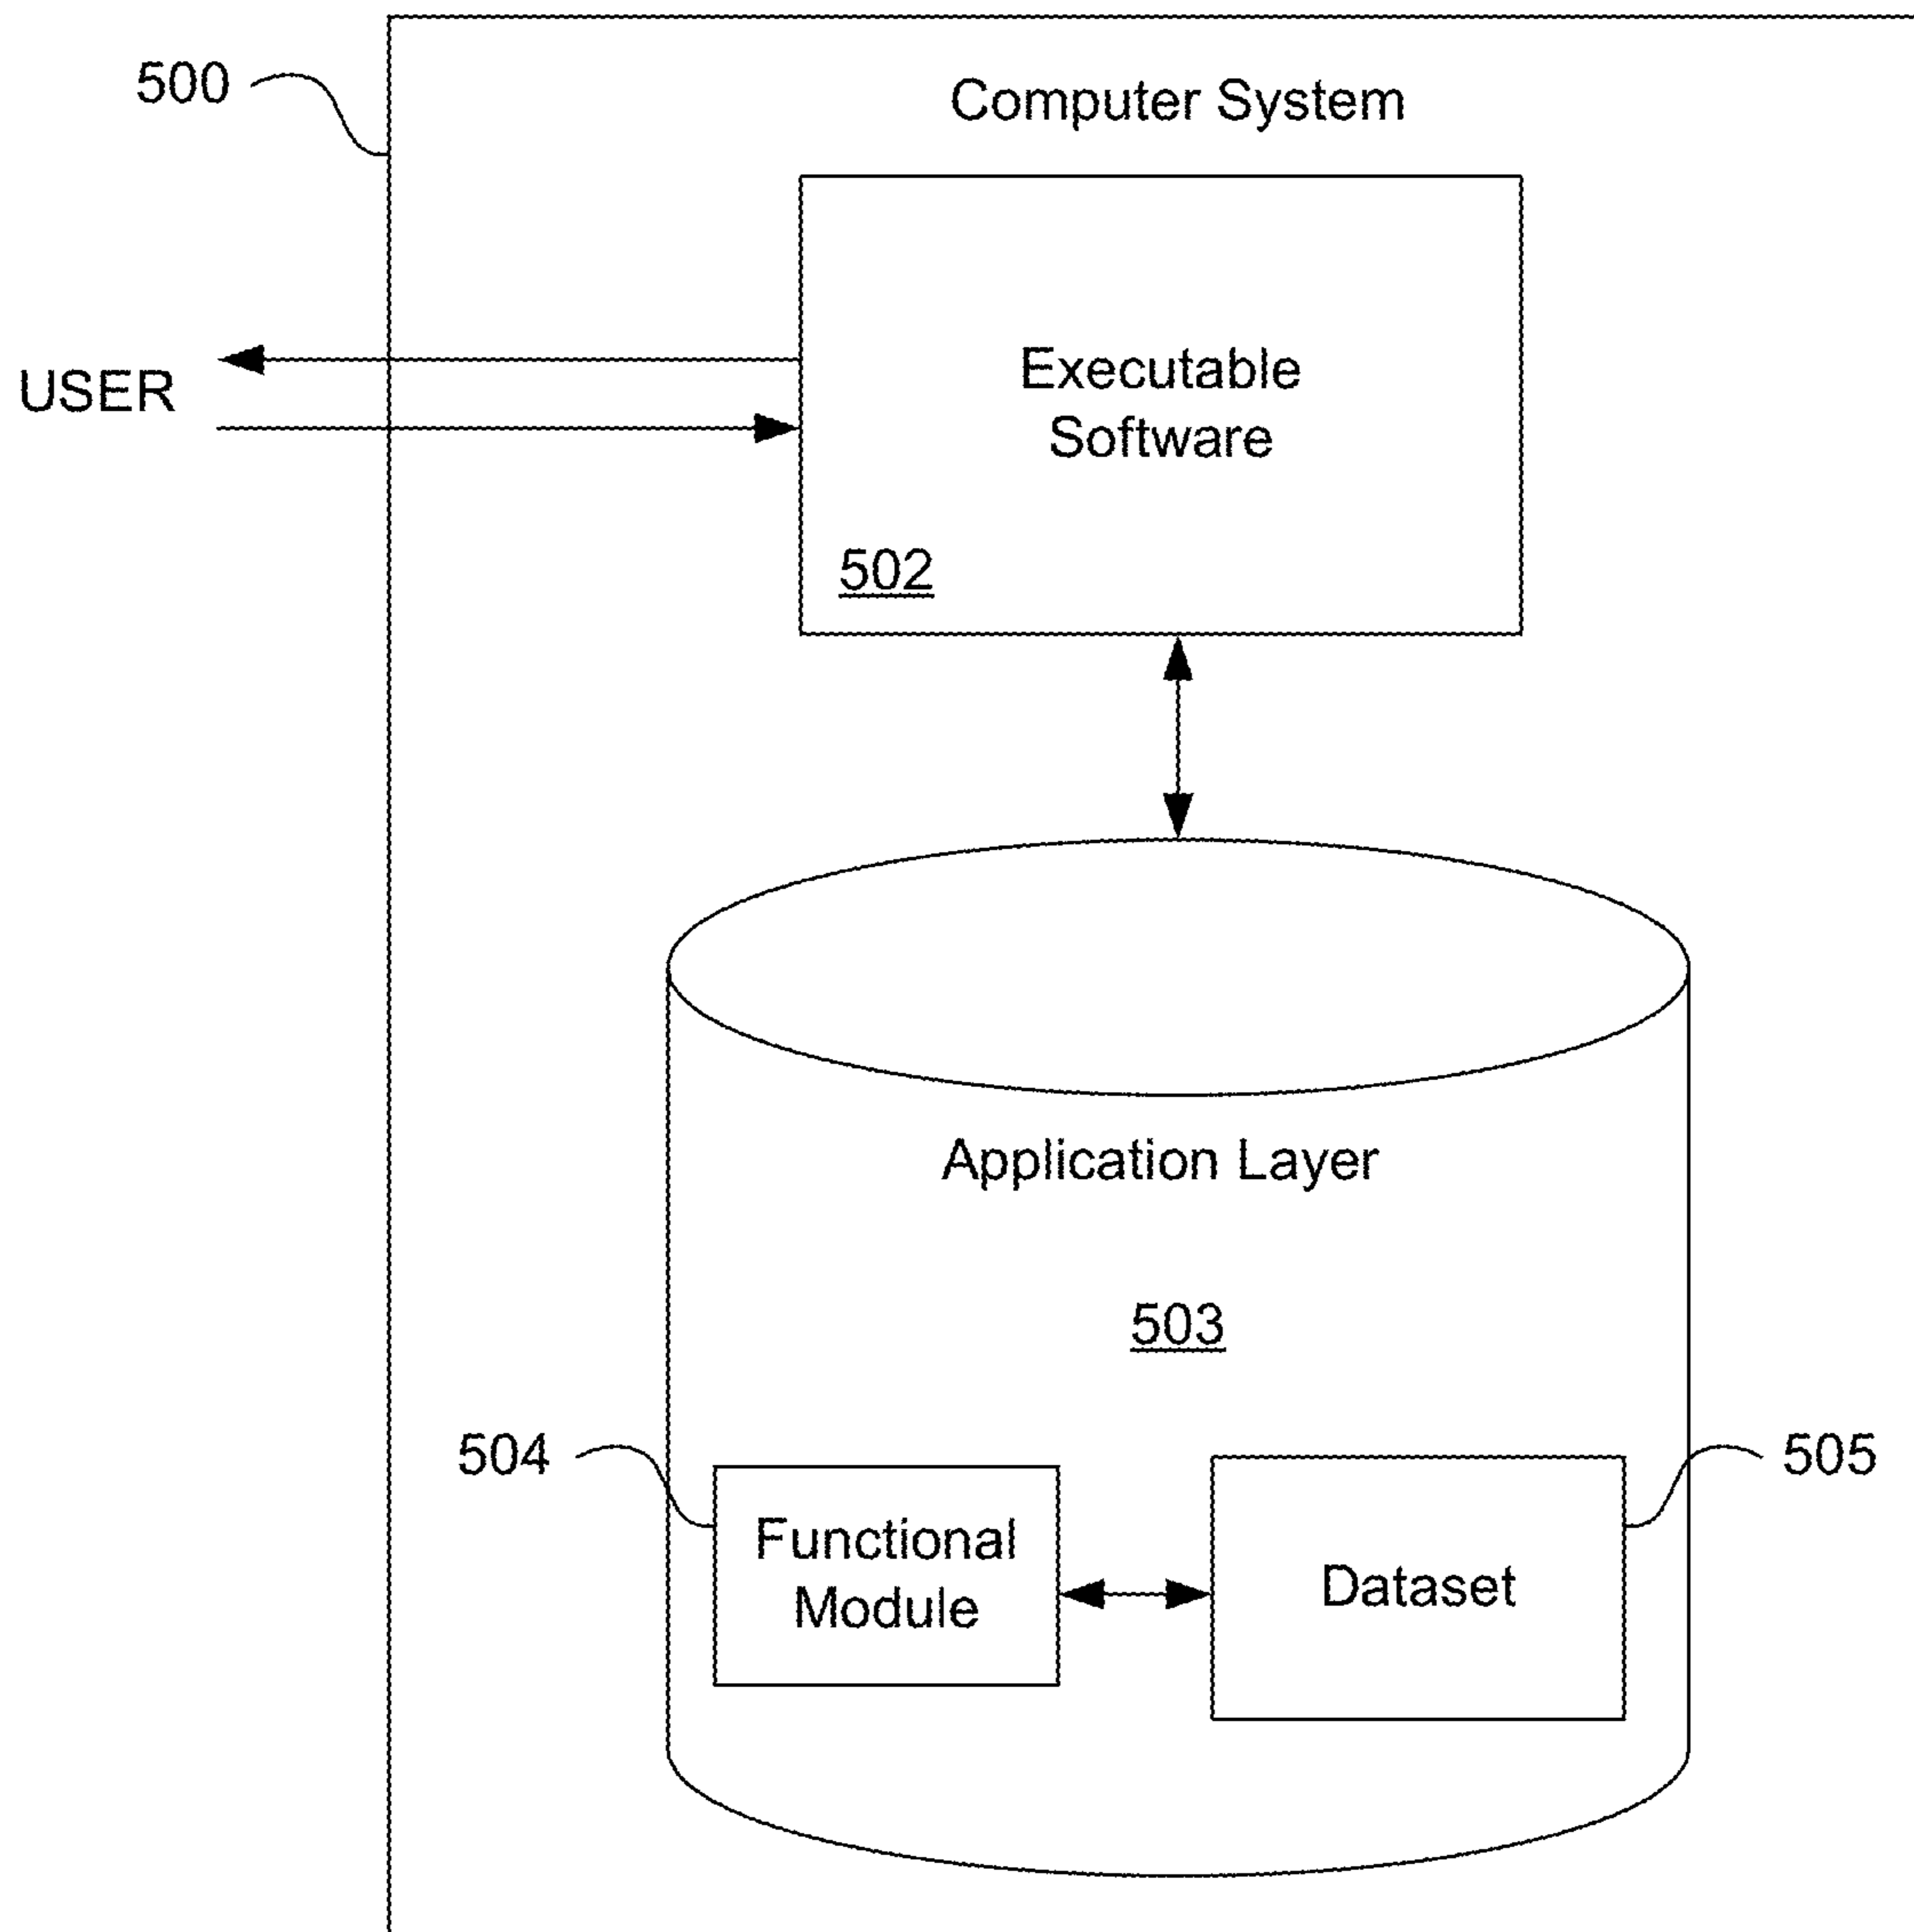 500
Computer System
USER
Executable
Software
502
Application Layer
503
504
505
Functional
Module
Dataset